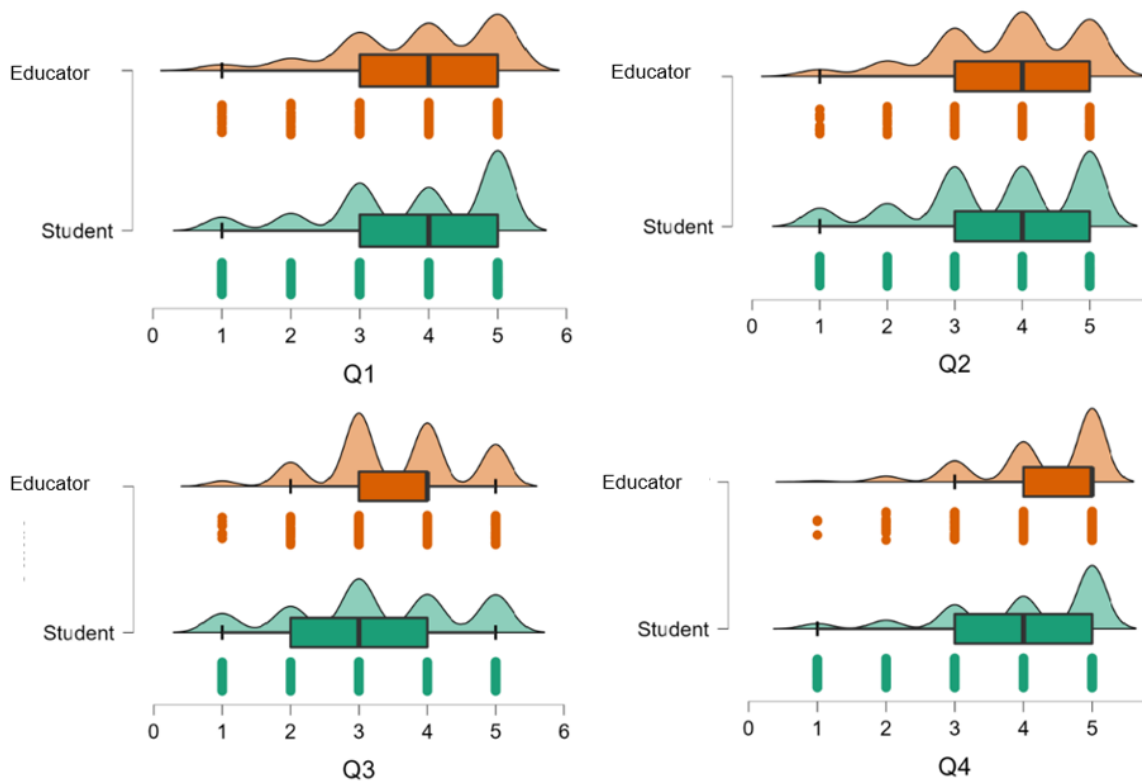 Educator
Student
0 1 2 3 4 5 6
Q1
Educator
Student
0 1 2 3 4 5
Q2
Educator
Student
0 1 2 3 4 5 6
Q3
Educator
Student
0 1 2 3 4 5
Q4